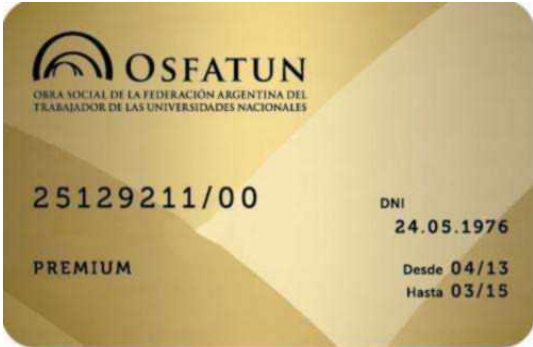 OSFATUN
OBRA SOCIAL DE LA FEDERACIÓN ARGENTINA DEL
TRABAJADOR DE LAS UNIVERSIDADES NACIONALES
25129211/00
DNI
24.05.1976
PREMIUM
Desde 04/13
Hasta 03/15